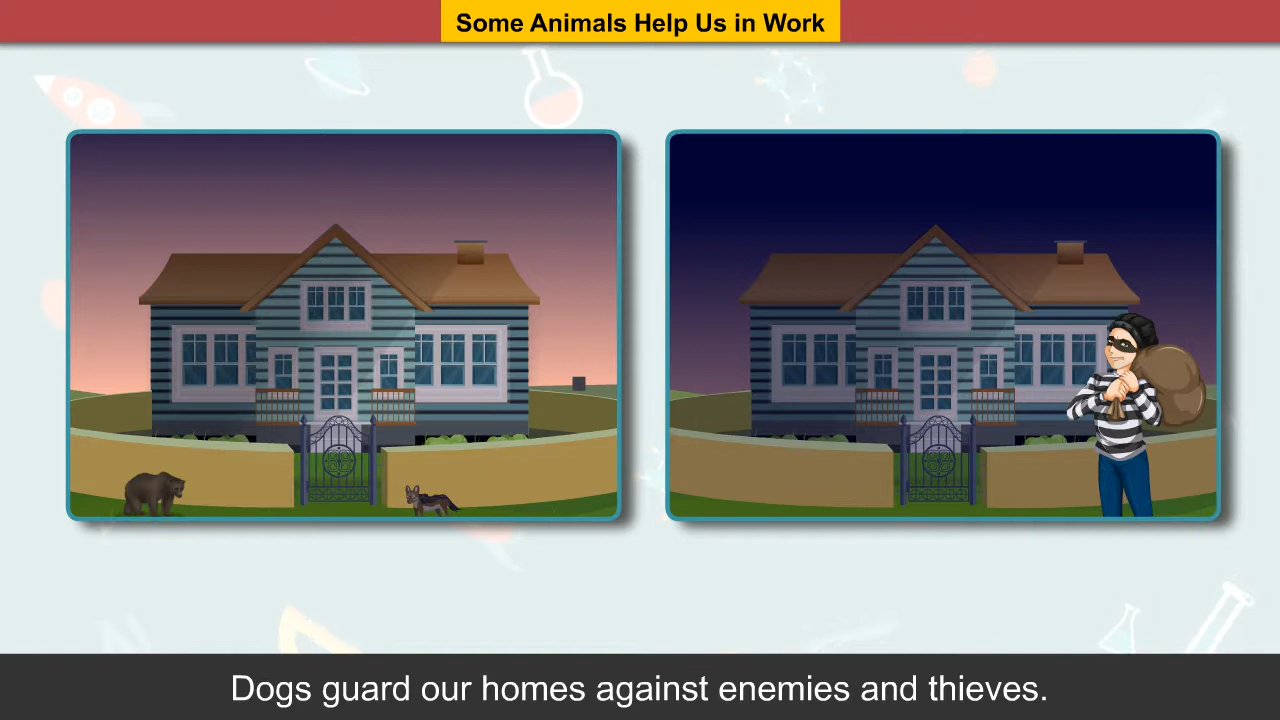 Some Animals Help Us in Work
Dogs guard our homes against enemies and thieves.